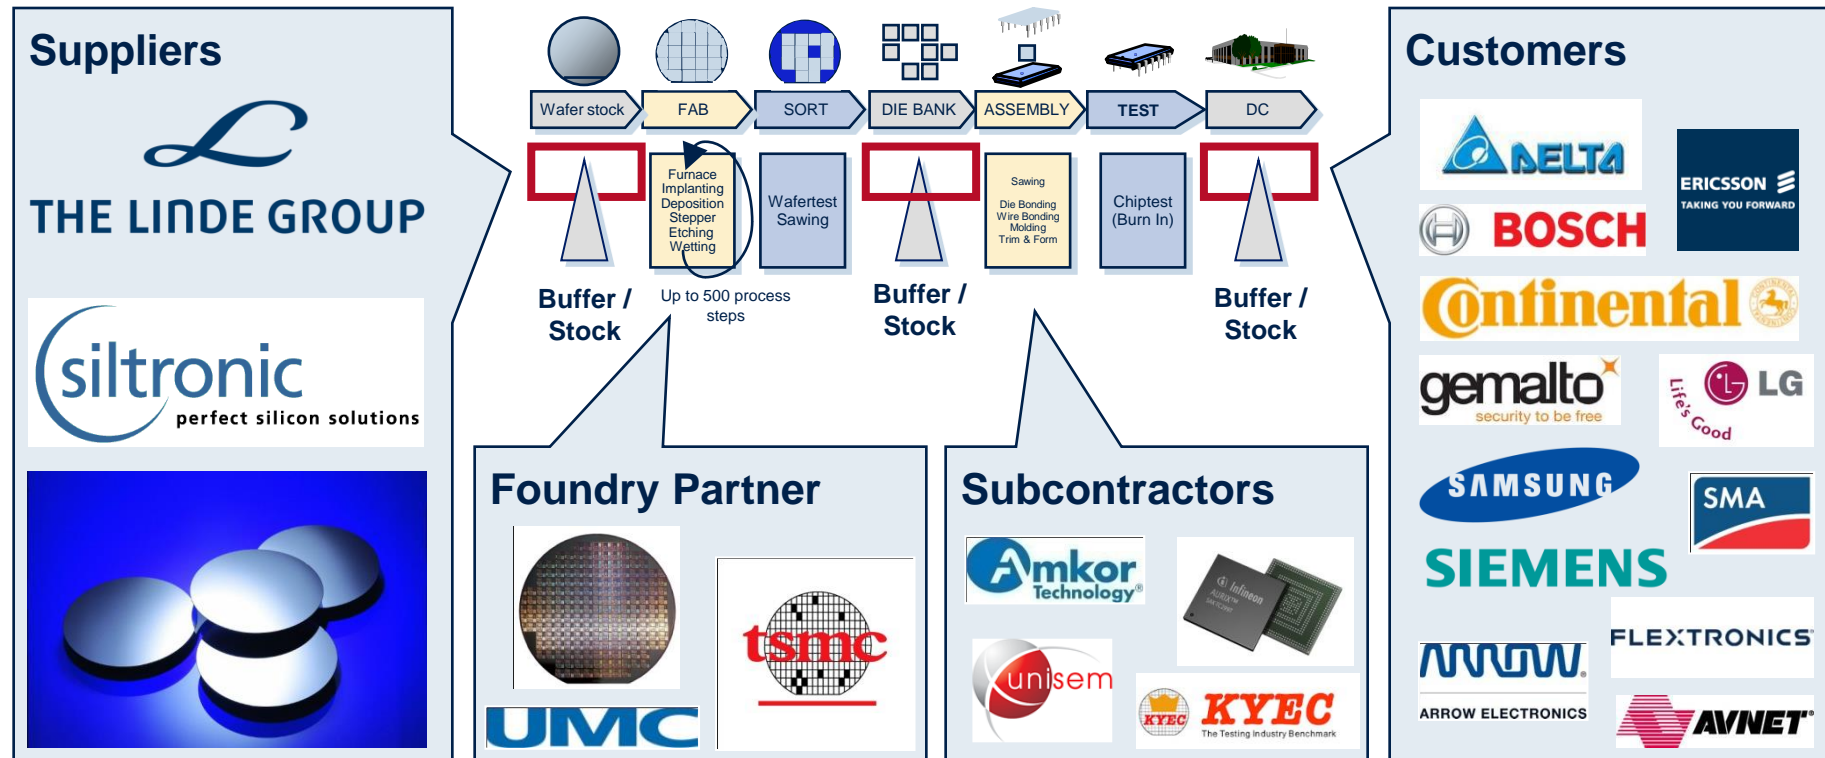 Suppliers
THE LINDE GROUP
siltronic
perfect silicon solutions
Wafer stock
FAB
SORT
DIE BANK
ASSEMBLY
TEST
DC
Furnace
Implanting
Deposition
Stepper
Etching
Wetting
Wafertest
Sawing
Sawing
Die Bonding
Wire Bonding
Molding
Trim & Form
Chiptest
(Burn In)
Buffer /
Stock
Up to 500 process
steps
Buffer /
Stock
Buffer /
Stock
Foundry Partner
tsmc
UMC
Subcontractors
Amkor
Technology®
Infineon
AURIX™
unisem
KYEC
KYEC
The Testing Industry Benchmark
Customers
DELTA
ERICSSON
TAKING YOU FORWARD
BOSCH
Continental
gemalto
security to be free
LG
Life's Good
SAMSUNG
SMA
SIEMENS
FLEXTRONICS
ARROW
ARROW ELECTRONICS
AVNET